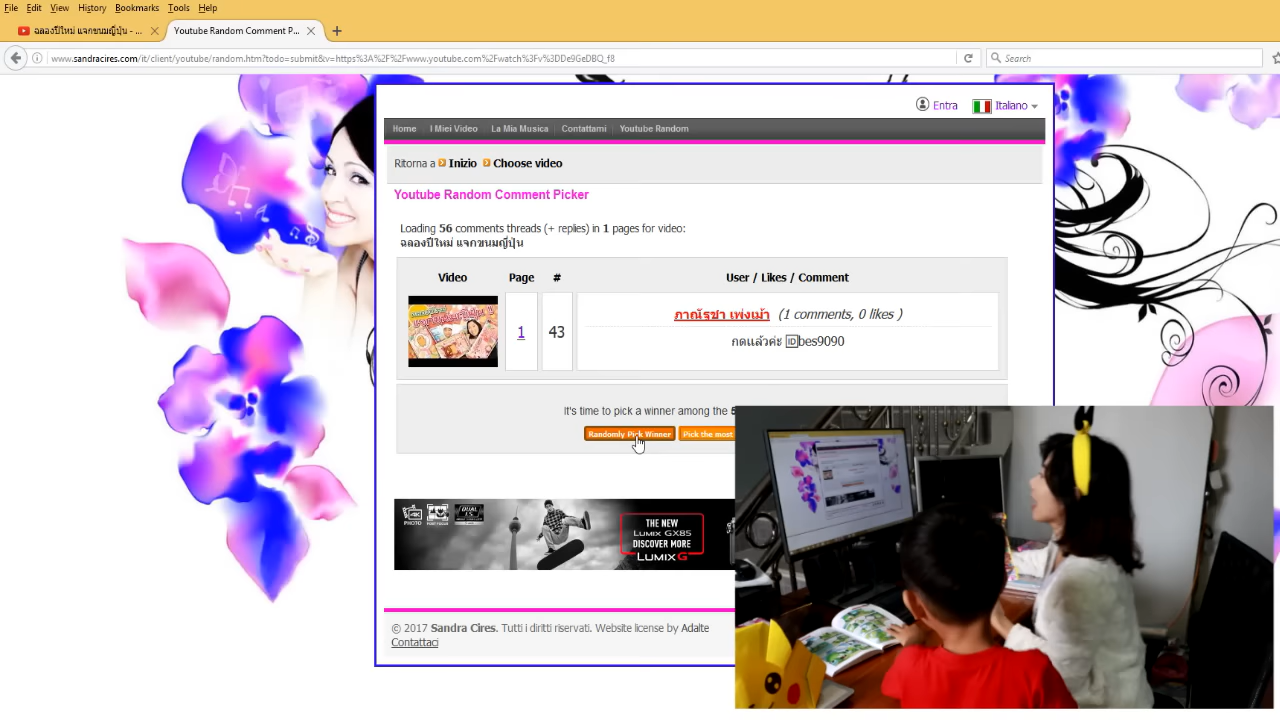 File Edit View History Bookmarks Tools Help
ฉลองปีใหม่ แจกขนมญี่ปุ่น - ...
Youtube Random Comment P...
www.sandracires.com/it/client/youtube/random.htm?todo=submit&v=https%3A%2F%2Fwww.youtube.com%2Fwatch%3Fv%3DDe9GeDBQ_f8
Search
Entra Italiano
Home I Miei Video La Mia Musica Contattami Youtube Random
Ritorna a Inizio Choose video
Youtube Random Comment Picker
Loading 56 comments threads (+ replies) in 1 pages for video:
ฉลองปีใหม่ แจกขนมญี่ปุ่น
Video Page # User / Likes / Comment
1 43
ภาณัฐชา เพ่งเม้า (1 comments, 0 likes )
กดแล้วค่ะ 🆔bes9090
It's time to pick a winner among the
Randomly Pick Winner Pick the most
4K PHOTO POST FOCUS DUAL I.S.
THE NEW
LUMIX GX85
DISCOVER MORE
LUMIX G
© 2017 Sandra Cires. Tutti i diritti riservati. Website license by Adalte
Contattaci